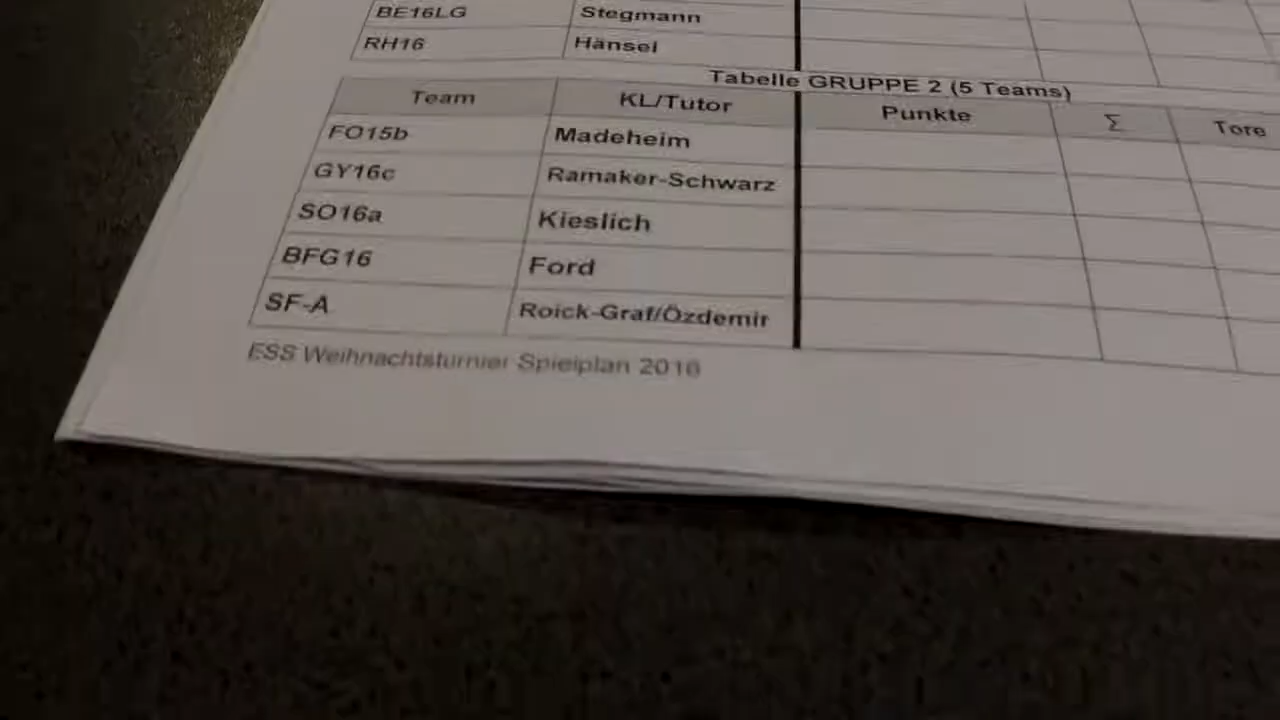 BE16LG Stegmann
RH16 Hänsel
Tabelle GRUPPE 2 (5 Teams)
Team KL/Tutor Punkte Σ Tore
FO15b Madeheim
GY16c Ramaker-Schwarz
SO16a Kieslich
BFG16 Ford
SF-A Roick-Graf/Özdemir
ESS Weihnachtsturnier Spielplan 2016